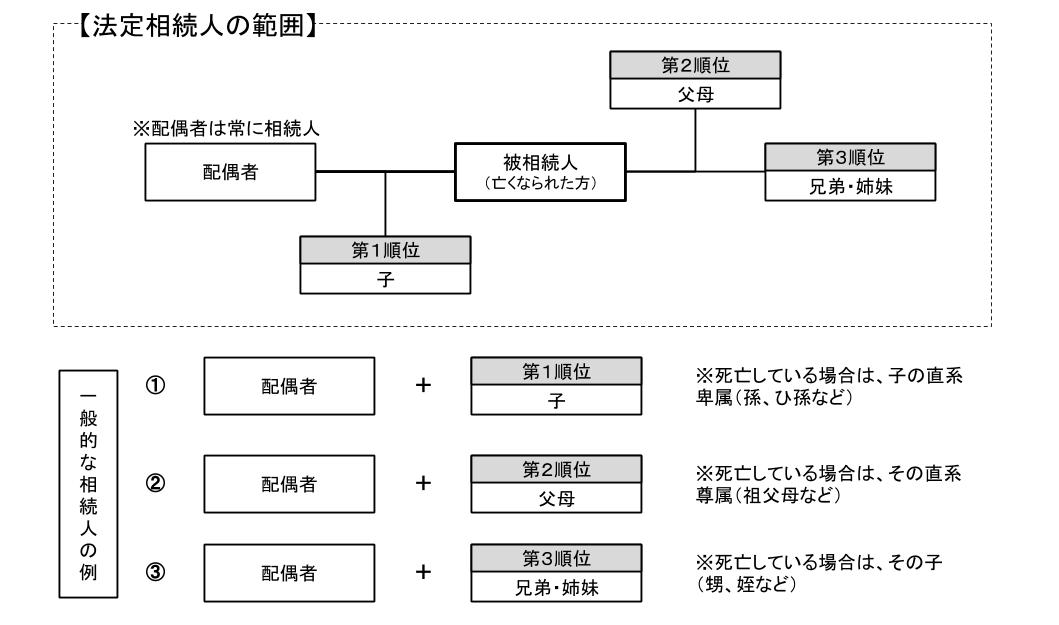 【法定相続人の範囲】
第２順位
父母
※配偶者は常に相続人
配偶者
被相続人
（亡くなられた方）
第３順位
兄弟・姉妹
第１順位
子
一般的な相続人の例
①
配偶者
＋
第１順位
子
※死亡している場合は、子の直系
卑属（孫、ひ孫など）
②
配偶者
＋
第２順位
父母
※死亡している場合は、その直系
尊属（祖父母など）
③
配偶者
＋
第３順位
兄弟・姉妹
※死亡している場合は、その子
（甥、姪など）